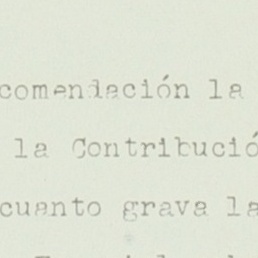 comendación la
la Contribució
cuanto grava la